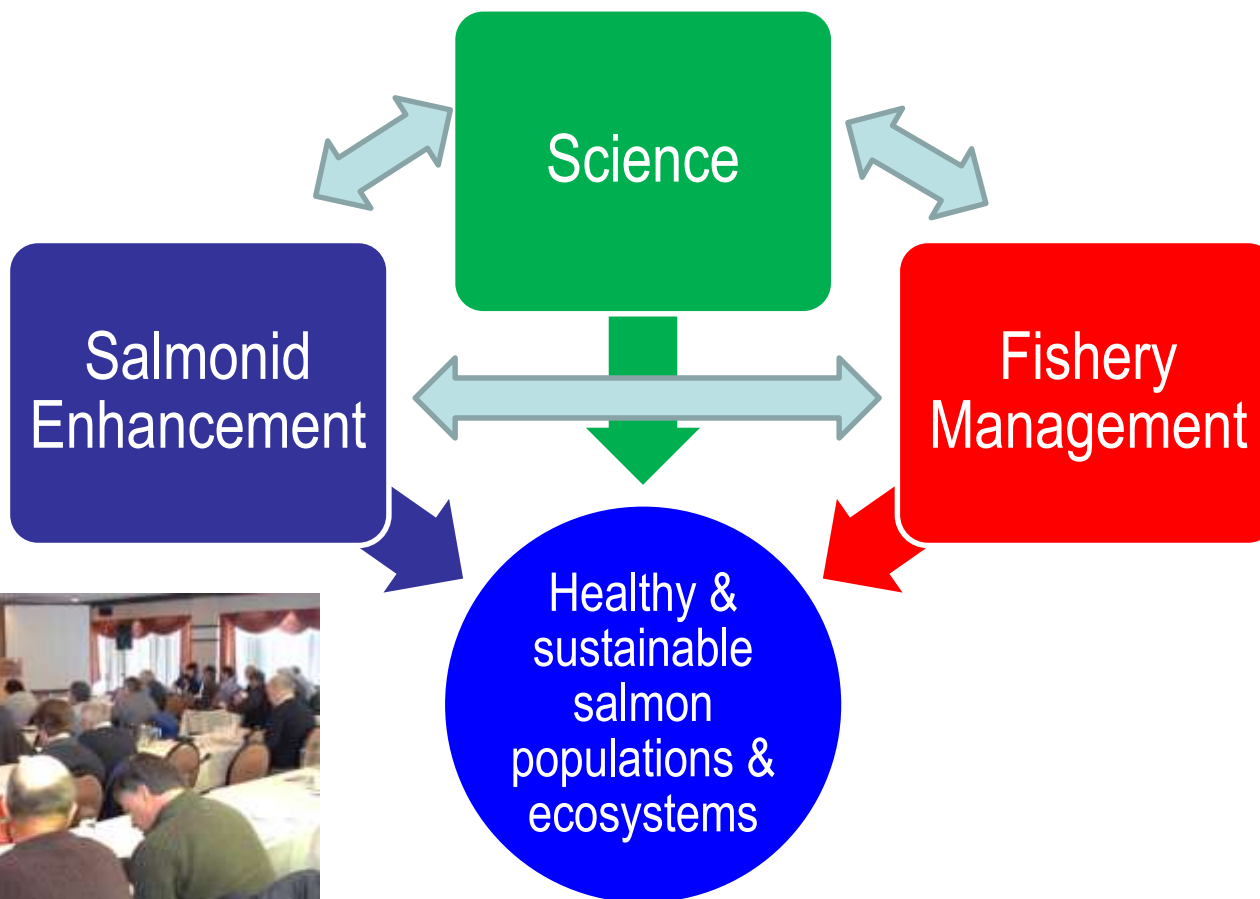 Science
Salmonid
Enhancement
Fishery
Management
Healthy &
sustainable
salmon
populations &
ecosystems